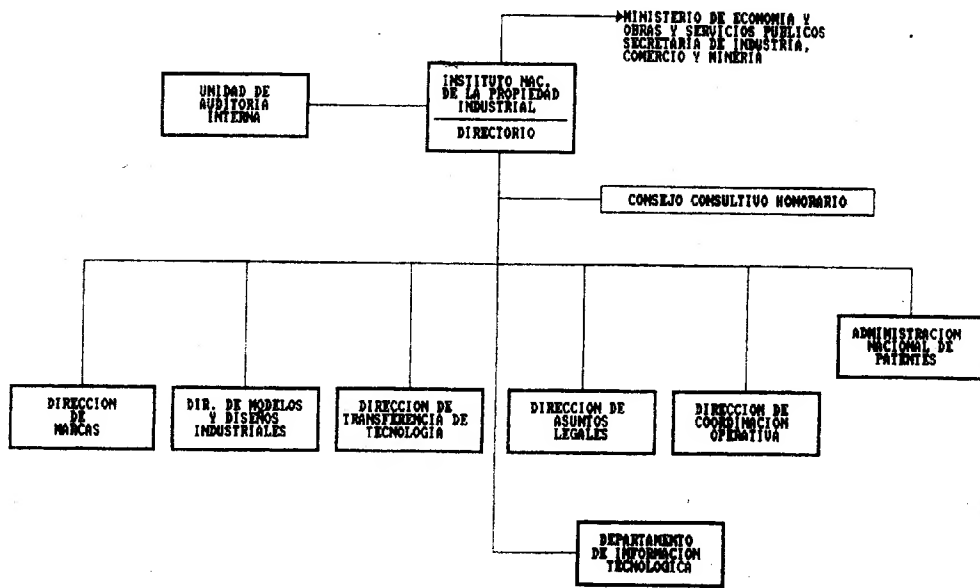 MINISTERIO DE ECONOMIA Y
OBRAS Y SERVICIOS PUBLICOS
SECRETARIA DE INDUSTRIA,
COMERCIO Y MINERIA
UNIDAD DE
AUDITORIA
INTERNA
INSTITUTO NAC.
DE LA PROPIEDAD
INDUSTRIAL
DIRECTORIO
CONSEJO CONSULTIVO HONORARIO
ADMINISTRACION
NACIONAL DE
PATENTES
DIRECCION
DE
MARCAS
DIR. DE MODELOS
Y DISEÑOS
INDUSTRIALES
DIRECCION DE
TRANSFERENCIA DE
TECNOLOGIA
DIRECCION DE
ASUNTOS
LEGALES
DIRECCION DE
COORDINACION
OPERATIVA
DEPARTAMENTO
DE INFORMACION
TECNOLOGICA